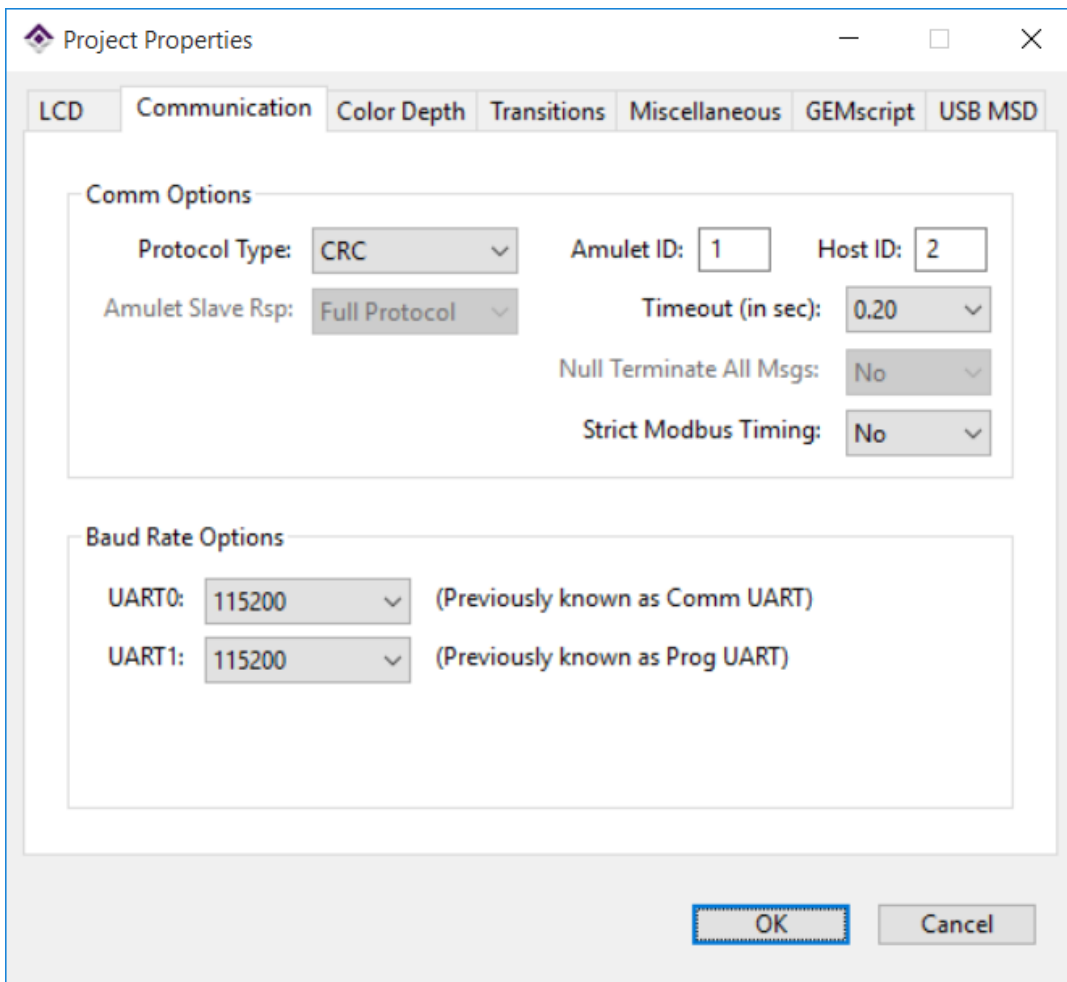 Project Properties
LCD Communication Color Depth Transitions Miscellaneous GEMscript USB MSD
Comm Options
Protocol Type: CRC Amulet ID: 1 Host ID: 2
Amulet Slave Rsp: Full Protocol Timeout (in sec): 0.20
Null Terminate All Msgs: No
Strict Modbus Timing: No
Baud Rate Options
UART0: 115200 (Previously known as Comm UART)
UART1: 115200 (Previously known as Prog UART)
OK Cancel